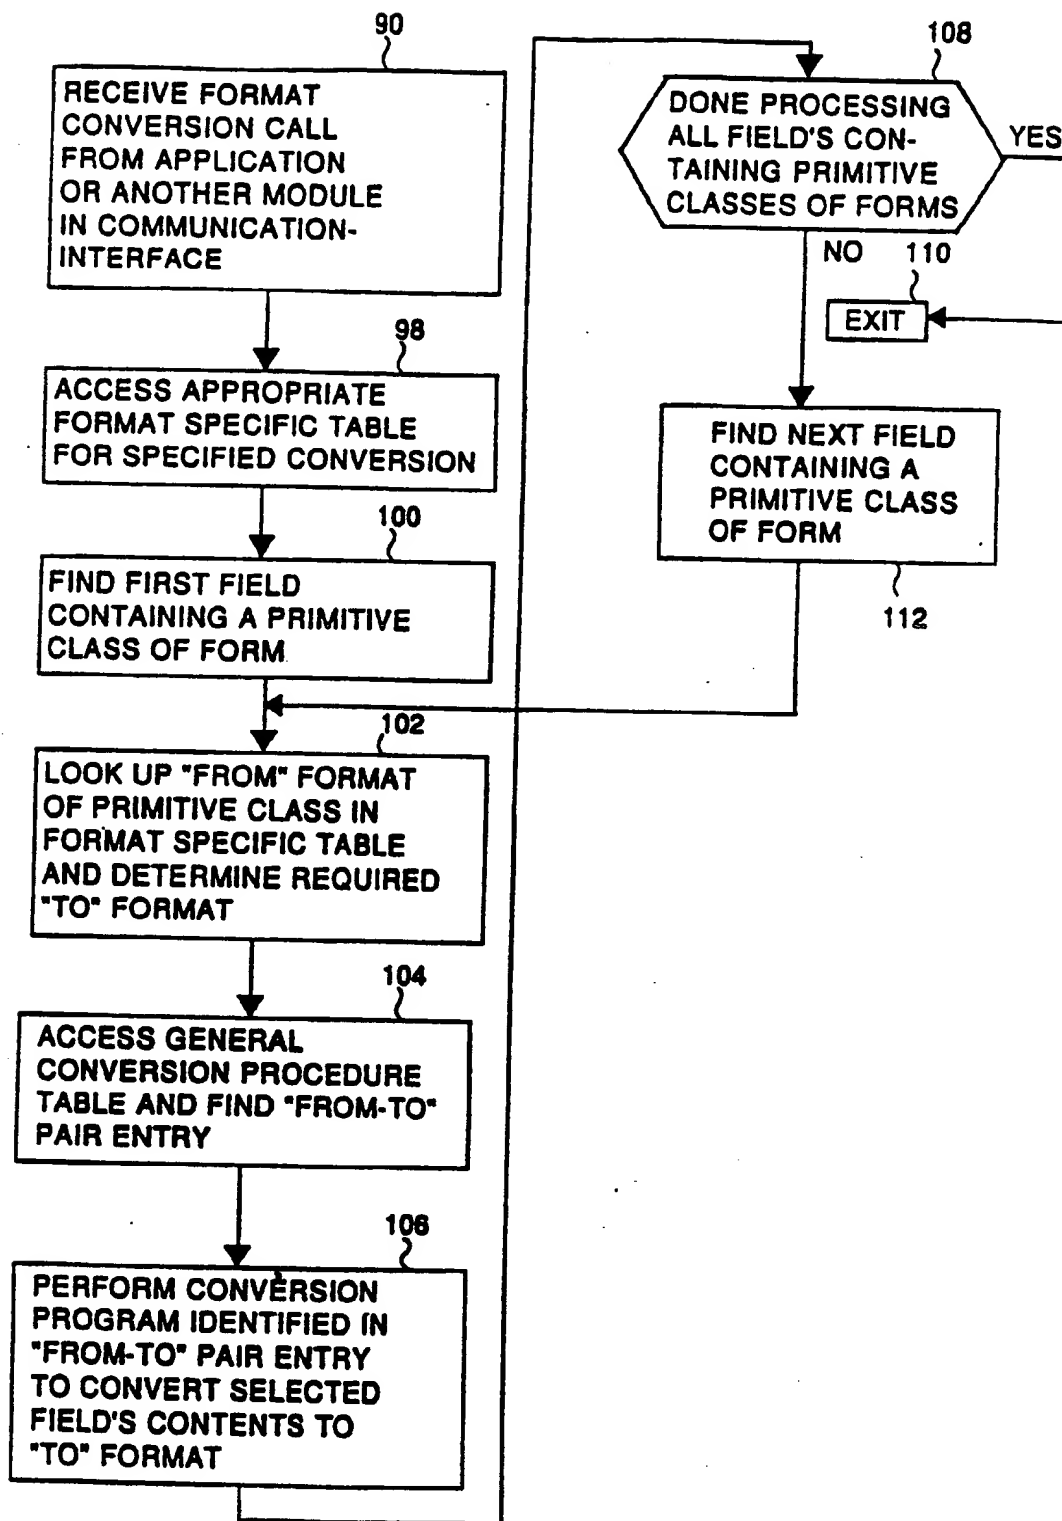 90
RECEIVE FORMAT
CONVERSION CALL
FROM APPLICATION
OR ANOTHER MODULE
IN COMMUNICATION-
INTERFACE
98
ACCESS APPROPRIATE
FORMAT SPECIFIC TABLE
FOR SPECIFIED CONVERSION
100
FIND FIRST FIELD
CONTAINING A PRIMITIVE
CLASS OF FORM
102
LOOK UP "FROM" FORMAT
OF PRIMITIVE CLASS IN
FORMAT SPECIFIC TABLE
AND DETERMINE REQUIRED
"TO" FORMAT
104
ACCESS GENERAL
CONVERSION PROCEDURE
TABLE AND FIND "FROM-TO"
PAIR ENTRY
106
PERFORM CONVERSION
PROGRAM IDENTIFIED IN
"FROM-TO" PAIR ENTRY
TO CONVERT SELECTED
FIELD'S CONTENTS TO
"TO" FORMAT
108
DONE PROCESSING
ALL FIELD'S CON-
TAINING PRIMITIVE
CLASSES OF FORMS
YES
NO
110
EXIT
FIND NEXT FIELD
CONTAINING A
PRIMITIVE CLASS
OF FORM
112